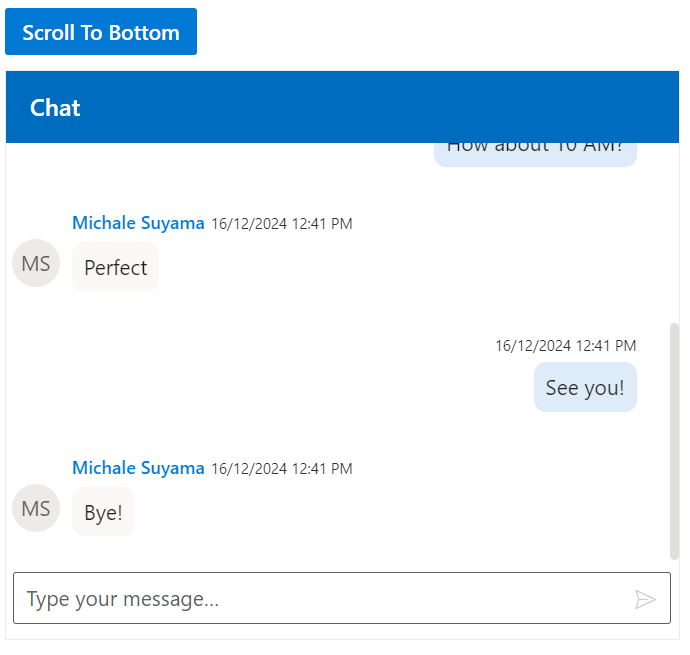 Scroll To Bottom
Chat
How about 10 AM?
Michale Suyama 16/12/2024 12:41 PM
MS
Perfect
16/12/2024 12:41 PM
See you!
Michale Suyama 16/12/2024 12:41 PM
MS
Bye!
Type your message...